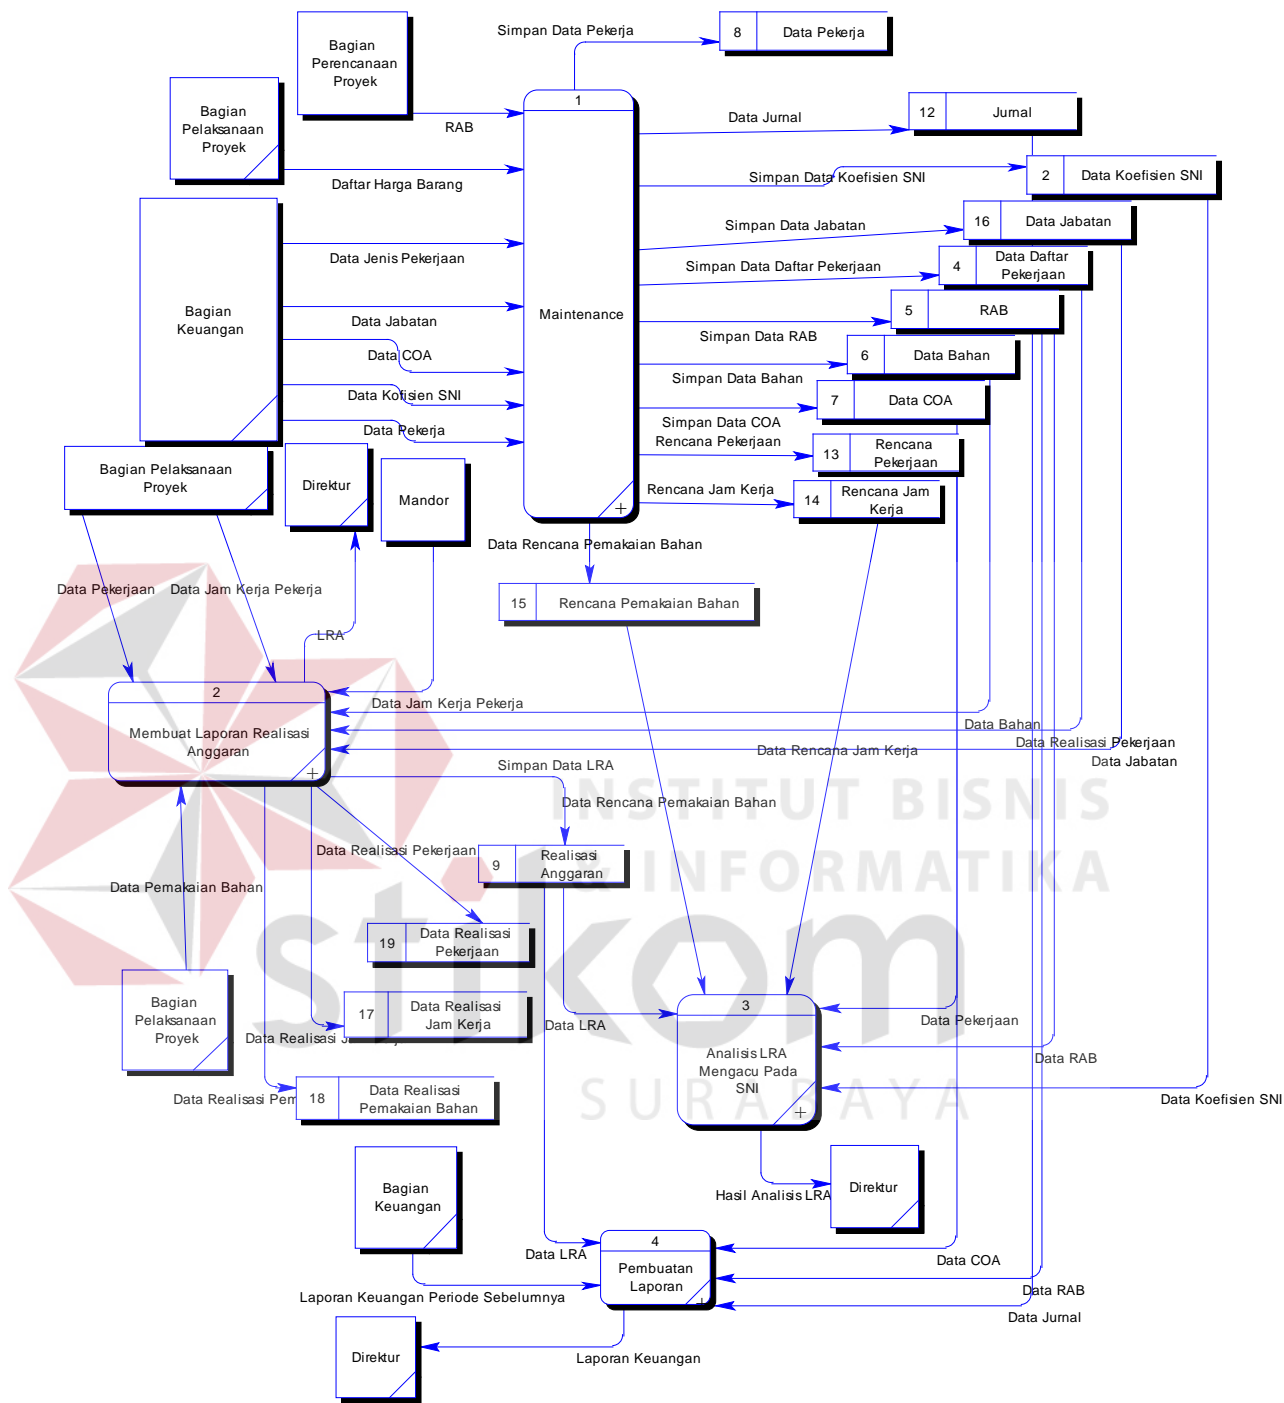 Simpan Data Pekerja
8
Data Pekerja
Bagian
Perencanaan
Proyek
Bagian
Pelaksanaan
Proyek
1
Maintenance
RAB
Daftar Harga Barang
Data Jurnal
12
Jurnal
Simpan Data Koefisien SNI
2
Data Koefisien SNI
Bagian
Keuangan
Data Jenis Pekerjaan
Simpan Data Jabatan
16
Data Jabatan
Simpan Data Daftar Pekerjaan
4
Data Daftar
Pekerjaan
5
RAB
Data Jabatan
Simpan Data RAB
6
Data Bahan
Data COA
Simpan Data Bahan
7
Data COA
Data Kofisien SNI
Simpan Data COA
Data Pekerja
Rencana Pekerjaan
13
Rencana
Pekerjaan
Bagian Pelaksanaan
Proyek
Direktur
Mandor
Rencana Jam Kerja
14
Rencana Jam
Kerja
Data Rencana Pemakaian Bahan
15
Rencana Pemakaian Bahan
Data Pekerjaan
Data Jam Kerja Pekerja
LRA
2
Membuat Laporan Realisasi
Anggaran
Data Jam Kerja Pekerja
Data Bahan
Data Realisasi Pekerjaan
Data Rencana Jam Kerja
Data Jabatan
Simpan Data LRA
INSTITUT BISNIS
Data Rencana Pemakaian Bahan
Data Realisasi Pekerjaan
9
Realisasi
Anggaran
& INFORMATIKA
Data Pemakaian Bahan
stikom
19
Data Realisasi
Pekerjaan
Bagian
Pelaksanaan
Proyek
17
Data Realisasi
Jam Kerja
Data LRA
3
Analisis LRA
Mengacu Pada
SNI
Data Pekerjaan
Data Realisasi
Data RAB
Data Realisasi
18
Data Realisasi
Pemakaian Bahan
SURABAYA
Data Koefisien SNI
Bagian
Keuangan
Hasil Analisis LRA
Direktur
4
Pembuatan
Laporan
Data LRA
Data COA
Laporan Keuangan Periode Sebelumnya
Data RAB
Data Jurnal
Direktur
Laporan Keuangan